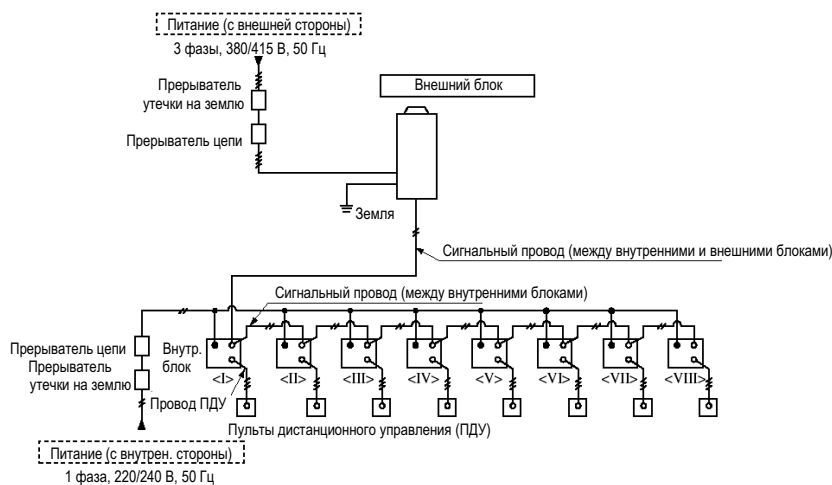 Питание (с внешней стороны)
3 фазы, 380/415 В, 50 Гц
Прерыватель
утечки на землю
Внешний блок
Прерыватель цепи
Земля
Сигнальный провод (между внутренними и внешними блоками)
Сигнальный провод (между внутренними блоками)
Прерыватель цепи
Прерыватель
утечки на землю
Внутр.
блок
<I>
<II>
<III>
<IV>
<V>
<VI>
<VII>
<VIII>
Провод ПДУ
Пульты дистанционного управления (ПДУ)
Питание (с внутрен. стороны)
1 фаза, 220/240 В, 50 Гц